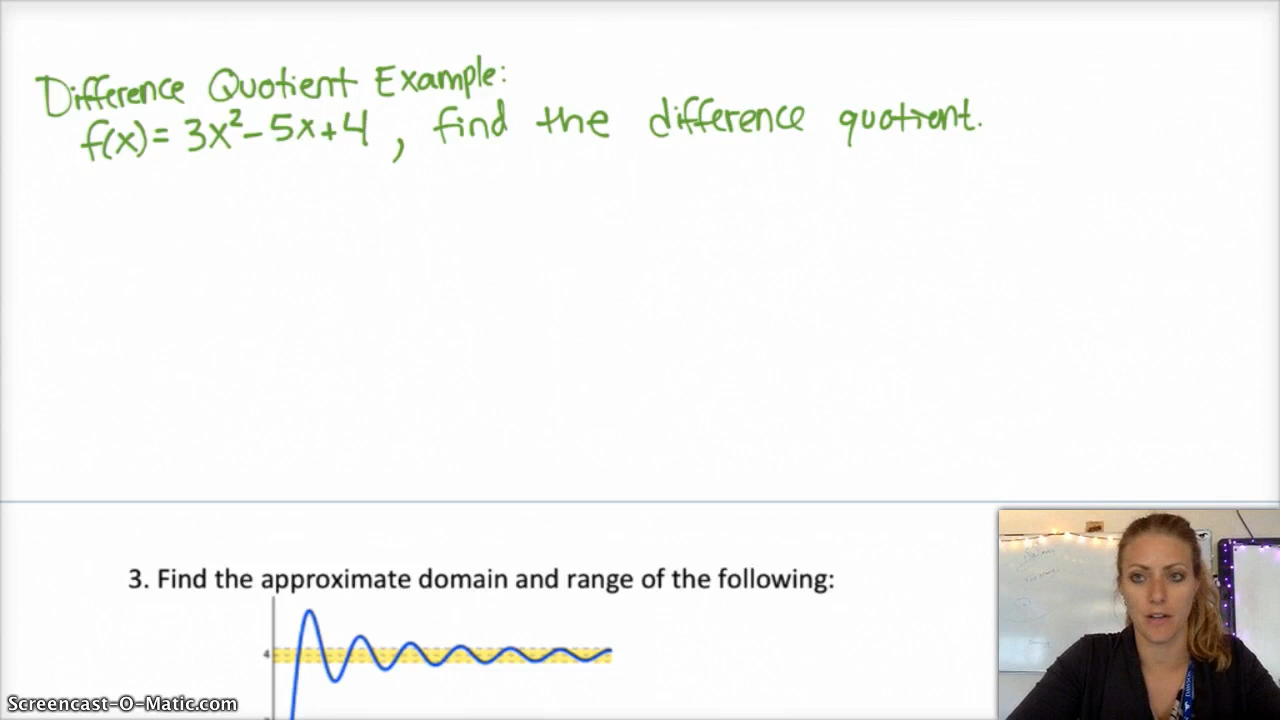 Difference Quotient Example:
f(x)= 3x²-5x+4 , find the difference quotient.
3. Find the approximate domain and range of the following:
4
Screencast-O-Matic.com